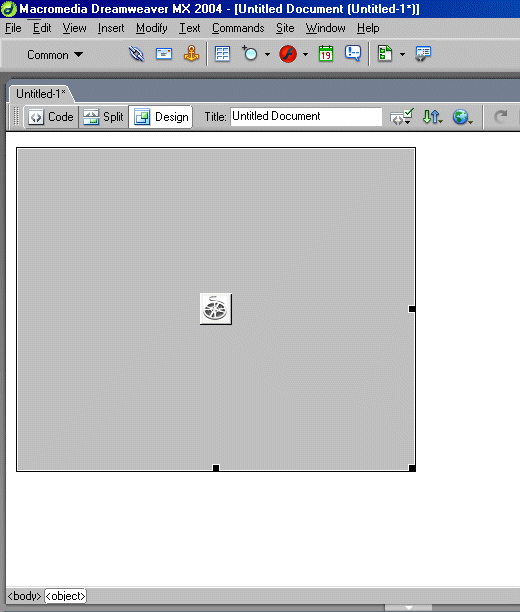 Macromedia Dreamweaver MX 2004 - [Untitled Document (Untitled-1*)]
File Edit View Insert Modify Text Commands Site Window Help
Common
19
Untitled-1*
Code Split Design Title: Untitled Document
<body> <object>